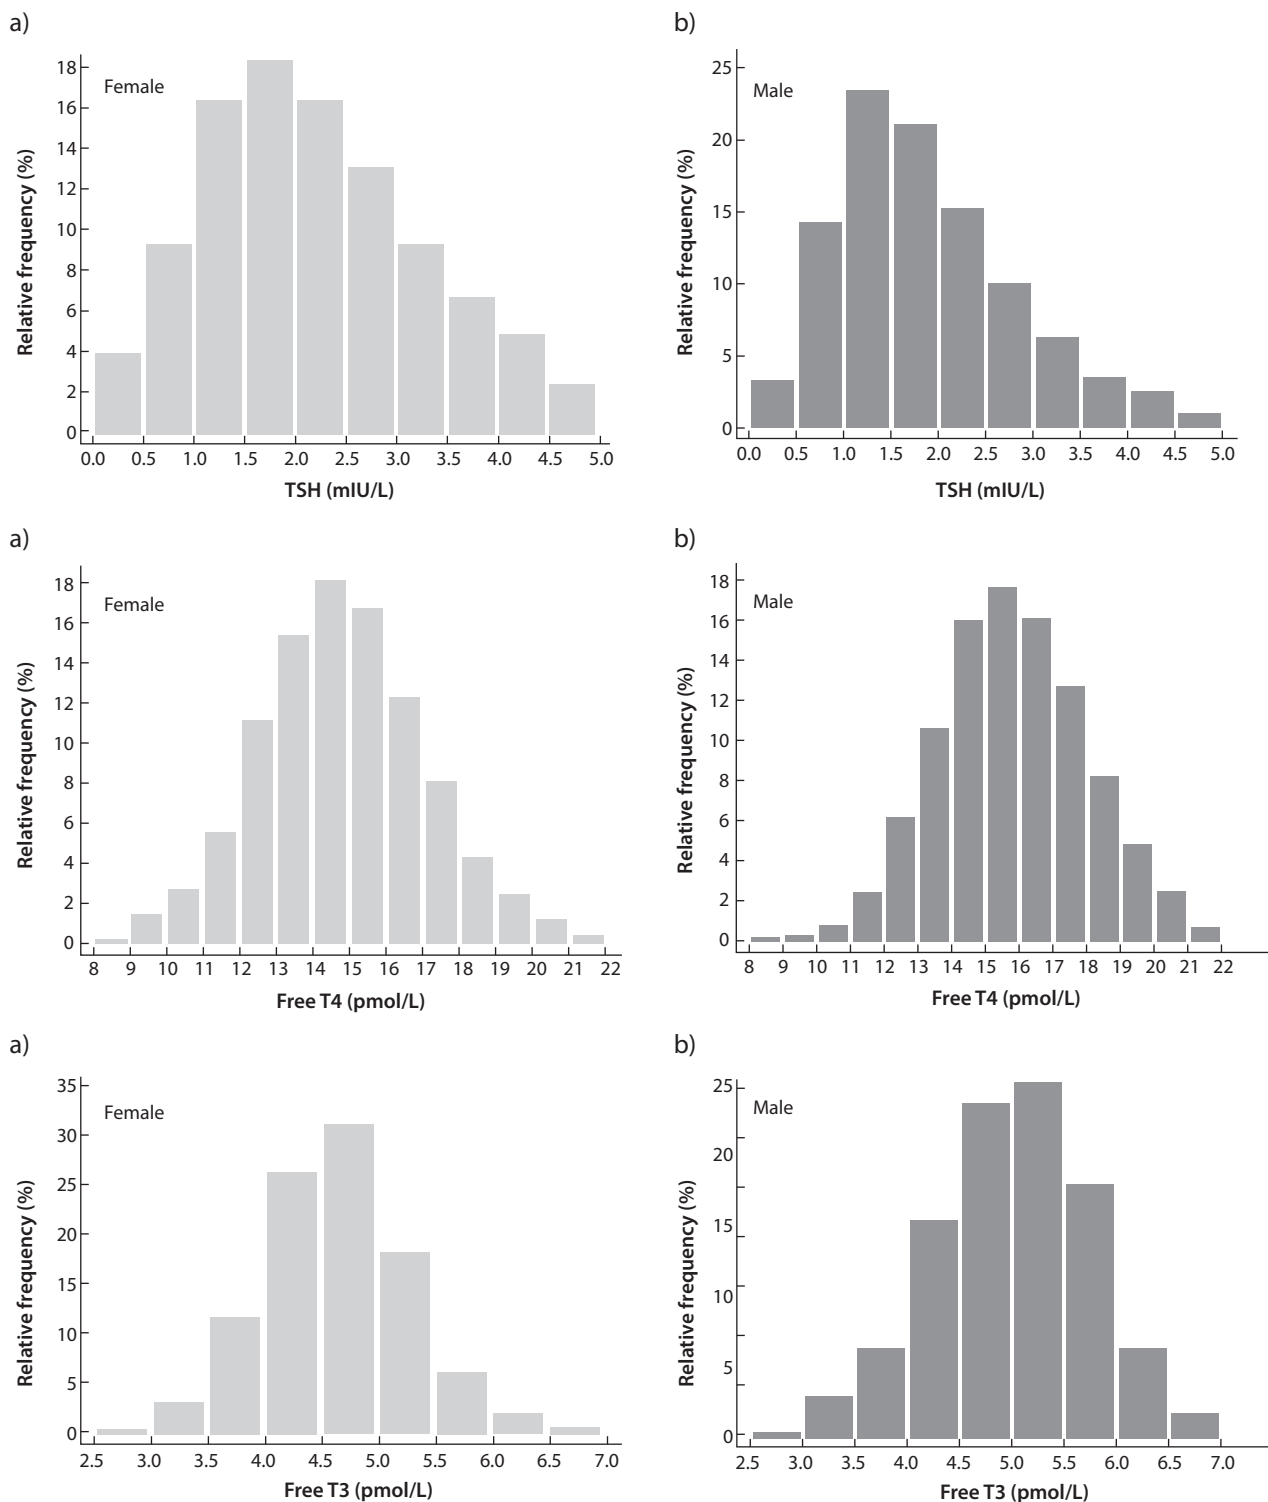 a)
Female
Relative frequency (%)
18
16
14
12
10
8
6
4
2
0
0.0 0.5 1.0 1.5 2.0 2.5 3.0 3.5 4.0 4.5 5.0
TSH (mIU/L)
b)
Male
Relative frequency (%)
25
20
15
10
5
0
0.0 0.5 1.0 1.5 2.0 2.5 3.0 3.5 4.0 4.5 5.0
TSH (mIU/L)
a)
Female
Relative frequency (%)
18
16
14
12
10
8
6
4
2
0
8 9 10 11 12 13 14 15 16 17 18 19 20 21 22
Free T4 (pmol/L)
b)
Male
Relative frequency (%)
18
16
14
12
10
8
6
4
2
0
8 9 10 11 12 13 14 15 16 17 18 19 20 21 22
Free T4 (pmol/L)
a)
Female
Relative frequency (%)
35
30
25
20
15
10
5
0
2.5 3.0 3.5 4.0 4.5 5.0 5.5 6.0 6.5 7.0
Free T3 (pmol/L)
b)
Male
Relative frequency (%)
25
20
15
10
5
0
2.5 3.0 3.5 4.0 4.5 5.0 5.5 6.0 6.5 7.0
Free T3 (pmol/L)